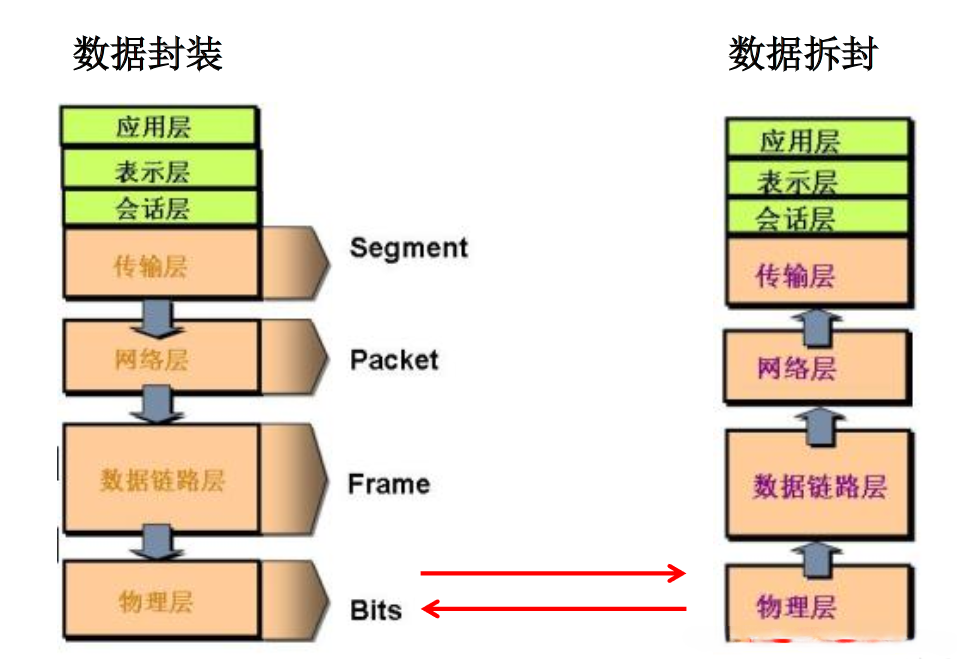 数据封装
应用层
表示层
会话层
传输层
Segment
网络层
Packet
数据链路层
Frame
物理层
Bits
数据拆封
应用层
表示层
会话层
传输层
网络层
数据链路层
物理层